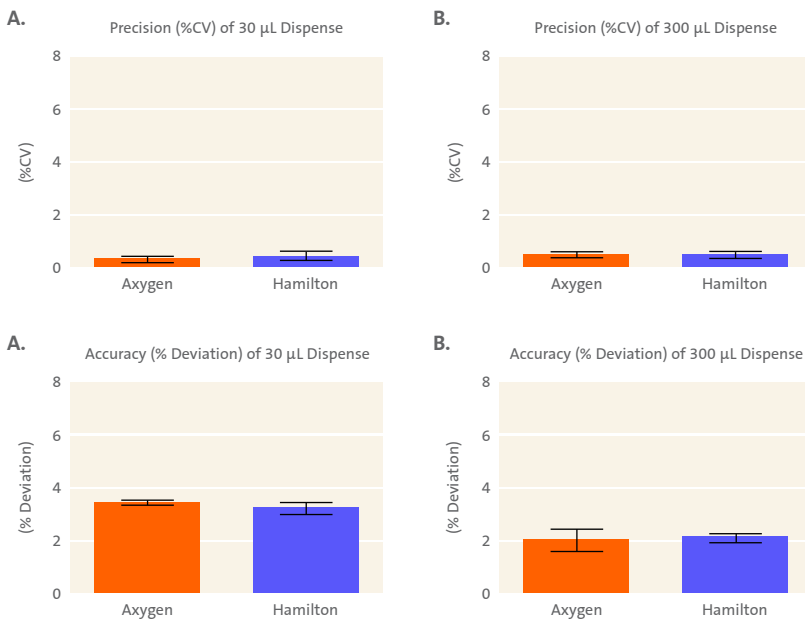 A.
Precision (%CV) of 30 µL Dispense
8
6
4
2
0
(%CV)
Axygen
Hamilton
B.
Precision (%CV) of 300 µL Dispense
8
6
4
2
0
(%CV)
Axygen
Hamilton
A.
Accuracy (% Deviation) of 30 µL Dispense
8
6
4
2
0
(% Deviation)
Axygen
Hamilton
B.
Accuracy (% Deviation) of 300 µL Dispense
8
6
4
2
0
(% Deviation)
Axygen
Hamilton